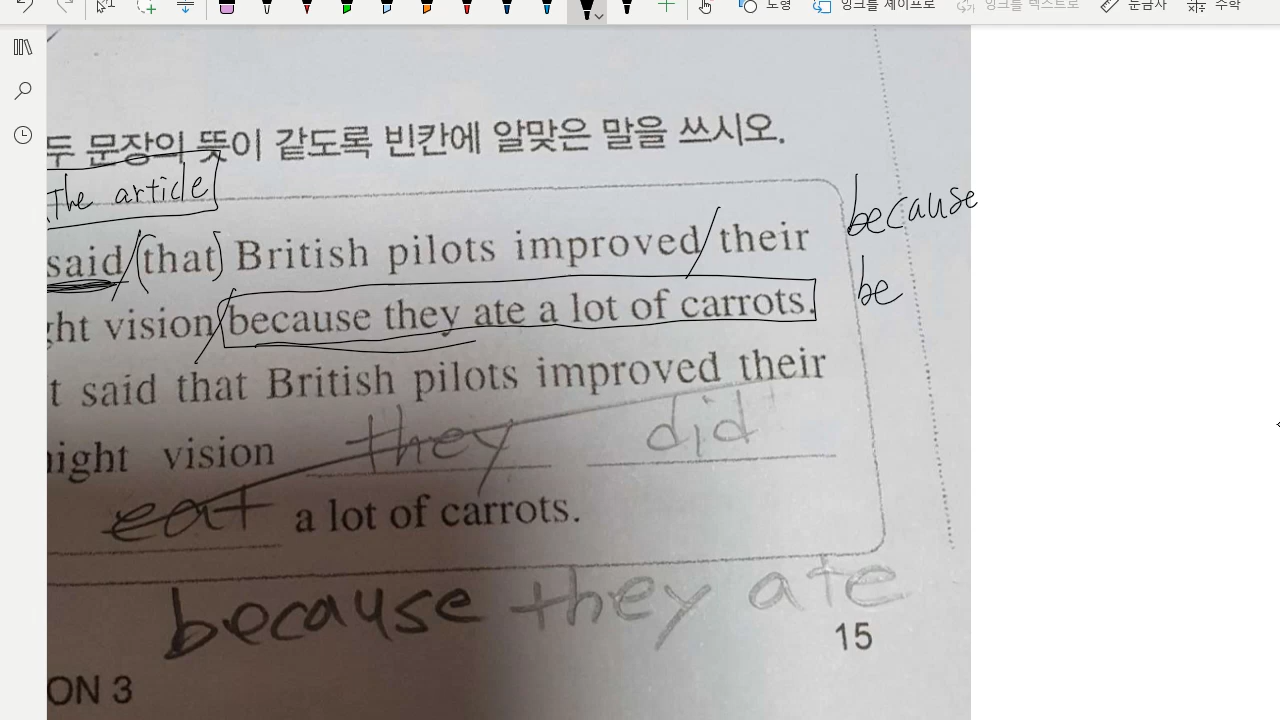 도형
잉크를 셰이프로
잉크를 텍스트로
눈금자
수학
두 문장의 뜻이 같도록 빈칸에 알맞은 말을 쓰시오.
The article
because
said (that) British pilots improved their
be
ght vision because they ate a lot of carrots.
t said that British pilots improved their
night vision they did
eat a lot of carrots.
because they ate
15
ON 3